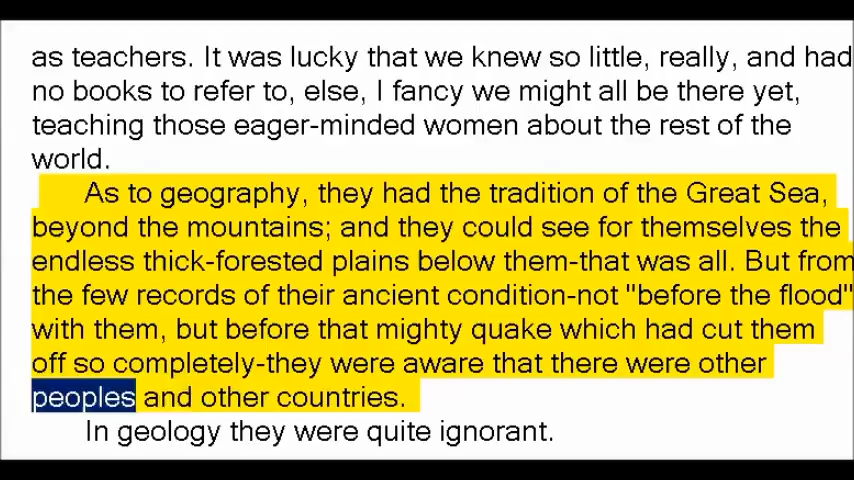 as teachers. It was lucky that we knew so little, really, and had
no books to refer to, else, I fancy we might all be there yet,
teaching those eager-minded women about the rest of the
world.
As to geography, they had the tradition of the Great Sea,
beyond the mountains; and they could see for themselves the
endless thick-forested plains below them-that was all. But from
the few records of their ancient condition-not "before the flood"
with them, but before that mighty quake which had cut them
off so completely-they were aware that there were other
peoples and other countries.
In geology they were quite ignorant.